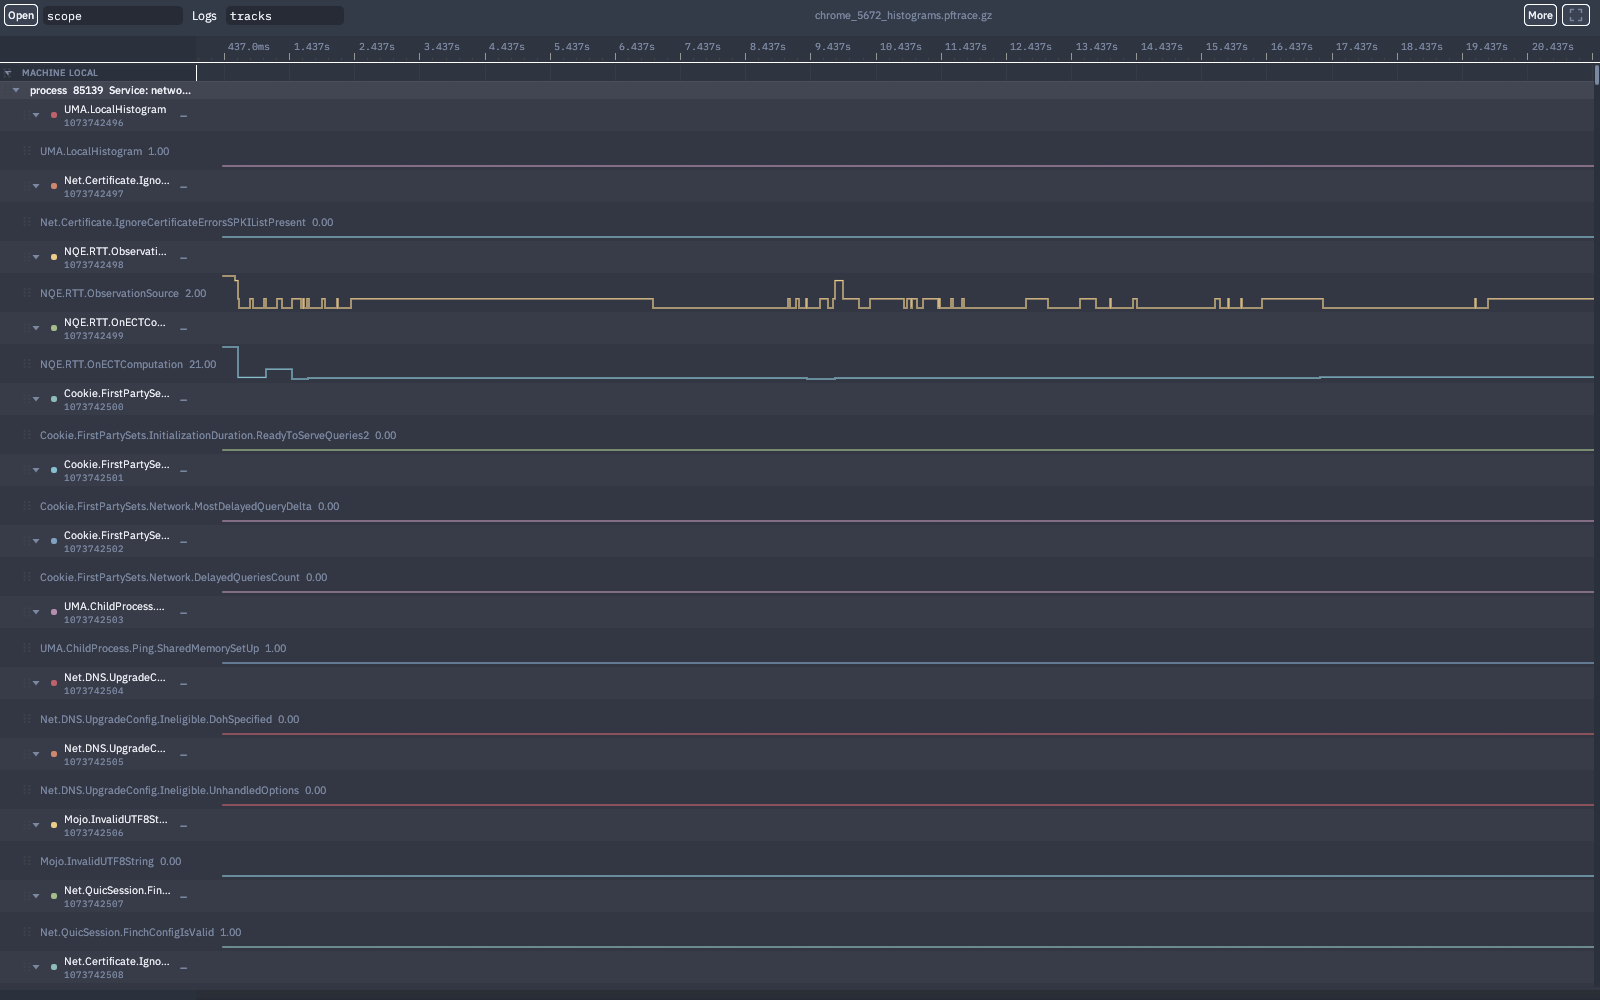 Open scope Logs tracks chrome_5672_histograms.pftrace.gz More
437.0ms 1.437s 2.437s 3.437s 4.437s 5.437s 6.437s 7.437s 8.437s 9.437s 10.437s 11.437s 12.437s 13.437s 14.437s 15.437s 16.437s 17.437s 18.437s 19.437s 20.437s
MACHINE LOCAL
process 85139 Service: netwo...
UMA.LocalHistogram
1073742496
UMA.LocalHistogram 1.00
Net.Certificate.Igno...
1073742497
Net.Certificate.IgnoreCertificateErrorsSPKIListPresent 0.00
NQE.RTT.Observati...
1073742498
NQE.RTT.ObservationSource 2.00
NQE.RTT.OnECTCo...
1073742499
NQE.RTT.OnECTComputation 21.00
Cookie.FirstPartySe...
1073742500
Cookie.FirstPartySets.InitializationDuration.ReadyToServeQueries2 0.00
Cookie.FirstPartySe...
1073742501
Cookie.FirstPartySets.Network.MostDelayedQueryDelta 0.00
Cookie.FirstPartySe...
1073742502
Cookie.FirstPartySets.Network.DelayedQueriesCount 0.00
UMA.ChildProcess....
1073742503
UMA.ChildProcess.Ping.SharedMemorySetUp 1.00
Net.DNS.UpgradeC...
1073742504
Net.DNS.UpgradeConfig.Ineligible.DohSpecified 0.00
Net.DNS.UpgradeC...
1073742505
Net.DNS.UpgradeConfig.Ineligible.UnhandledOptions 0.00
Mojo.InvalidUTF8St...
1073742506
Mojo.InvalidUTF8String 0.00
Net.QuicSession.Fin...
1073742507
Net.QuicSession.FinchConfigIsValid 1.00
Net.Certificate.Igno...
1073742508